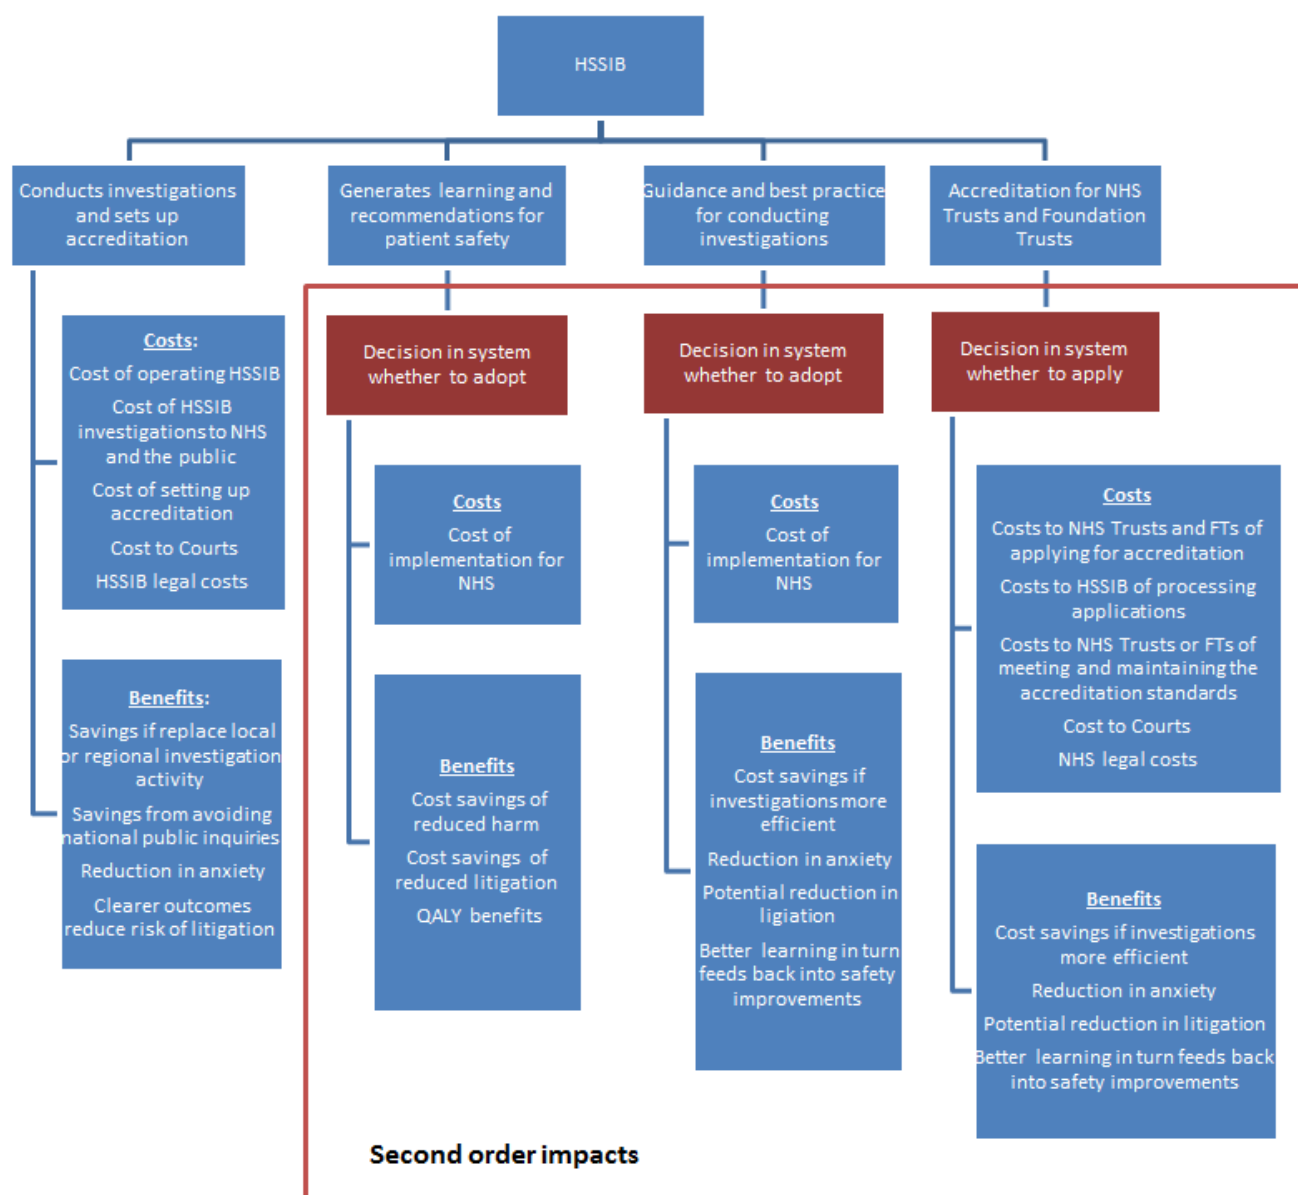 HSSIB
Conducts investigations
and sets up
accreditation
Generates learning and
recommendations for
patient safety
Guidance and best practice
for conducting
investigations
Accreditation for NHS
Trusts and Foundation
Trusts
Costs:
Cost of operating HSSIB
Cost of HSSIB
investigations to NHS
and the public
Cost of setting up
accreditation
Cost to Courts
HSSIB legal costs
Benefits:
Savings if replace local
or regional investigation
activity
Savings from avoiding
national public inquiries
Reduction in anxiety
Clearer outcomes
reduce risk of litigation
Decision in system
whether to adopt
Costs
Cost of
implementation for
NHS
Benefits
Cost savings of
reduced harm
Cost savings of
reduced litigation
QALY benefits
Decision in system
whether to adopt
Costs
Cost of
implementation for
NHS
Benefits
Cost savings if
investigations more
efficient
Reduction in anxiety
Potential reduction in
ligiation
Better learning in turn
feeds back into safety
improvements
Decision in system
whether to apply
Costs
Costs to NHS Trusts and FTs of
applying for accreditation
Costs to HSSIB of processing
applications
Costs to NHS Trusts or FTs of
meeting and maintaining the
accreditation standards
Cost to Courts
NHS legal costs
Benefits
Cost savings if investigations
more efficient
Reduction in anxiety
Potential reduction in litigation
Better learning in turn feeds back
into safety improvements
Second order impacts